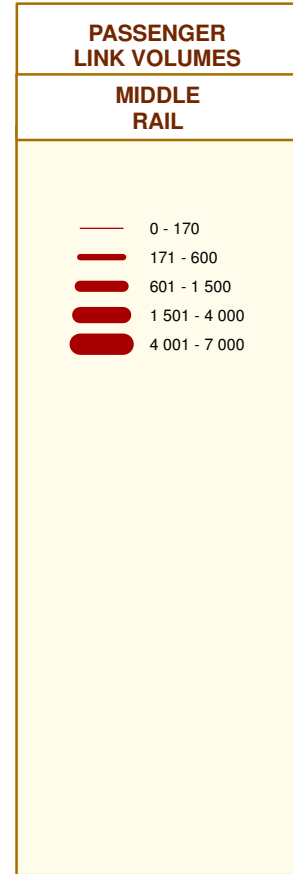 PASSENGER
LINK VOLUMES
MIDDLE
RAIL
0 - 170
171 - 600
601 - 1 500
1 501 - 4 000
4 001 - 7 000